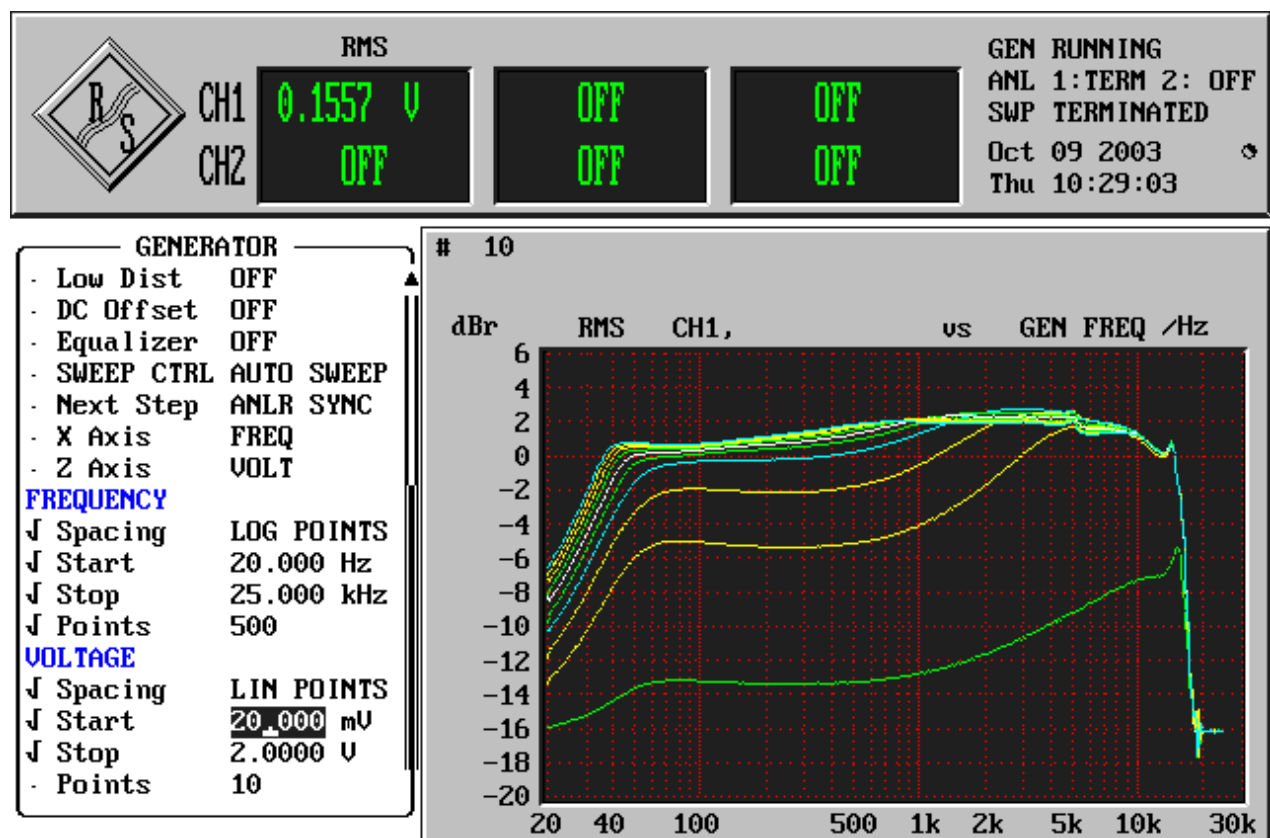 RMS
R S
CH1 0.1557 V OFF OFF
CH2 OFF OFF OFF
GEN RUNNING
ANL 1:TERM 2: OFF
SWP TERMINATED
Oct 09 2003
Thu 10:29:03
GENERATOR
· Low Dist OFF
· DC Offset OFF
· Equalizer OFF
· SWEEP CTRL AUTO SWEEP
· Next Step ANLR SYNC
· X Axis FREQ
· Z Axis VOLT
FREQUENCY
√ Spacing LOG POINTS
√ Start 20.000 Hz
√ Stop 25.000 kHz
√ Points 500
VOLTAGE
√ Spacing LIN POINTS
√ Start 20.000 mV
√ Stop 2.0000 V
· Points 10
# 10
dBr RMS CH1, vs GEN FREQ /Hz
6
4
2
0
-2
-4
-6
-8
-10
-12
-14
-16
-18
-20
20 40 100 500 1k 2k 5k 10k 30k